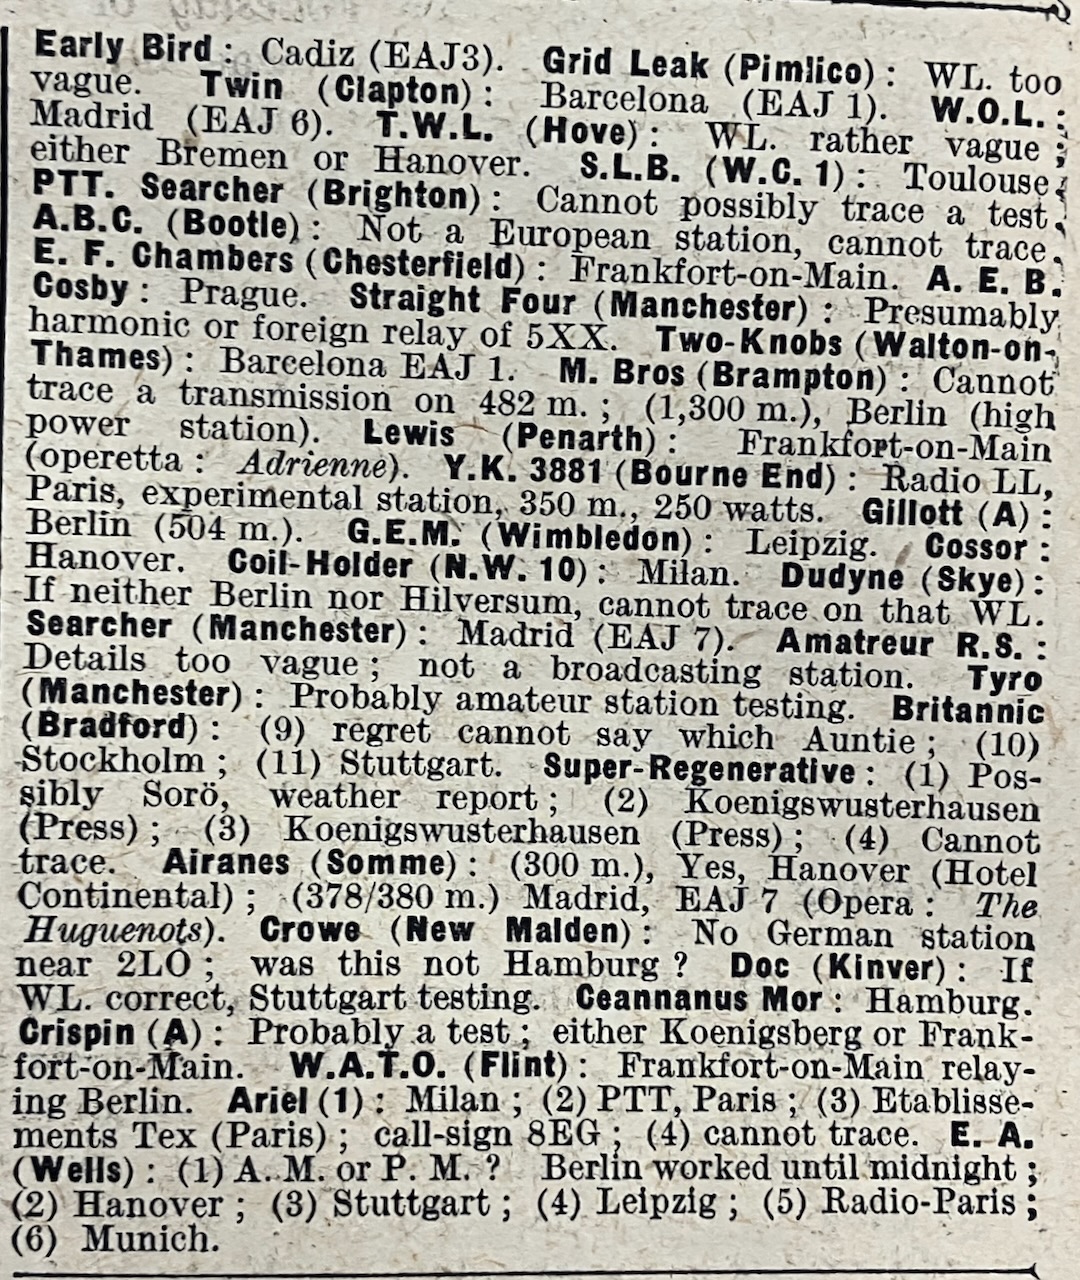 Early Bird : Cadiz (EAJ3). Grid Leak (Pimlico) : WL. too
vague. Twin (Clapton) : Barcelona (EAJ 1). W.O.L. :
Madrid (EAJ 6). T.W.L. (Hove) : WL. rather vague ;
either Bremen or Hanover. S.L.B. (W.C. 1) : Toulouse
PTT. Searcher (Brighton) : Cannot possibly trace a test.
A.B.C. (Bootle) : Not a European station, cannot trace.
E. F. Chambers (Chesterfield) : Frankfort-on-Main. A. E. B.
Cosby : Prague. Straight Four (Manchester) : Presumably
harmonic or foreign relay of 5XX. Two-Knobs (Walton-on-
Thames) : Barcelona EAJ 1. M. Bros (Brampton) : Cannot
trace a transmission on 482 m. ; (1,300 m.), Berlin (high
power station). Lewis (Penarth) : Frankfort-on-Main
(operetta : Adrienne). Y.K. 3881 (Bourne End) : Radio LL,
Paris, experimental station, 350 m., 250 watts. Gillott (A) :
Berlin (504 m.). G.E.M. (Wimbledon) : Leipzig. Cossor :
Hanover. Coil-Holder (N.W. 10) : Milan. Dudyne (Skye) :
If neither Berlin nor Hilversum, cannot trace on that WL.
Searcher (Manchester) : Madrid (EAJ 7). Amatreur R.S. :
Details too vague ; not a broadcasting station. Tyro
(Manchester) : Probably amateur station testing. Britannic
(Bradford) : (9) regret cannot say which Auntie ; (10)
Stockholm ; (11) Stuttgart. Super-Regenerative : (1) Pos-
sibly Sorö, weather report ; (2) Koenigswusterhausen
(Press) ; (3) Koenigswusterhausen (Press) ; (4) Cannot
trace. Airanes (Somme) : (300 m.), Yes, Hanover (Hotel
Continental) ; (378/380 m.) Madrid, EAJ 7 (Opera : The
Huguenots). Crowe (New Malden) : No German station
near 2LO ; was this not Hamburg ? Doc (Kinver) : If
WL. correct, Stuttgart testing. Ceannanus Mor : Hamburg.
Crispin (A) : Probably a test ; either Koenigsberg or Frank-
fort-on-Main. W.A.T.O. (Flint) : Frankfort-on-Main relay-
ing Berlin. Ariel (1) : Milan ; (2) PTT, Paris ; (3) Etablisse-
ments Tex (Paris) ; call-sign 8EG ; (4) cannot trace. E. A.
(Wells) : (1) A. M. or P. M. ? Berlin worked until midnight ;
(2) Hanover ; (3) Stuttgart ; (4) Leipzig ; (5) Radio-Paris ;
(6) Munich.